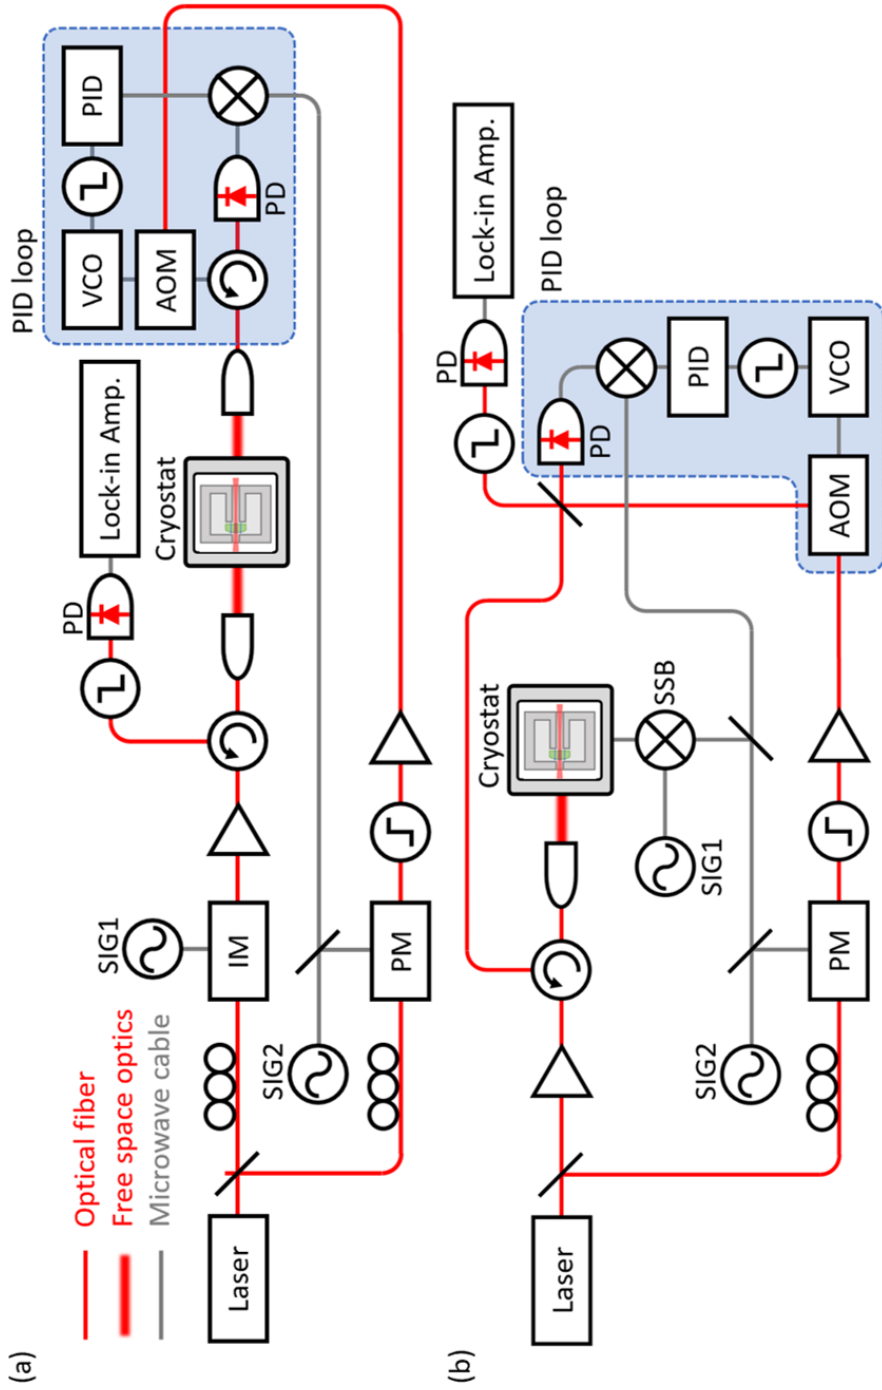 (a)
Optical fiber
Free space optics
Microwave cable
Laser
SIG1
IM
SIG2
PM
PD
Lock-in Amp.
Cryostat
PID loop
VCO
PID
AOM
PD
(b)
Laser
SIG2
PM
SIG1
SSB
Cryostat
PD
Lock-in Amp.
PID loop
PD
PID
AOM
VCO